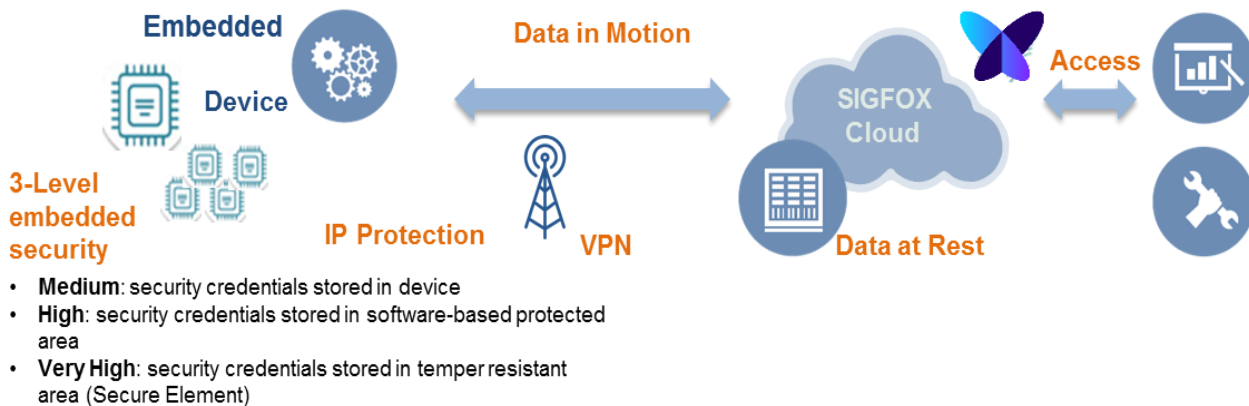 Embedded
Data in Motion
Access
SIGFOX
Cloud
Device
3-Level
embedded
security
IP Protection
VPN
Data at Rest
• Medium: security credentials stored in device
• High: security credentials stored in software-based protected
area
• Very High: security credentials stored in temper resistant
area (Secure Element)